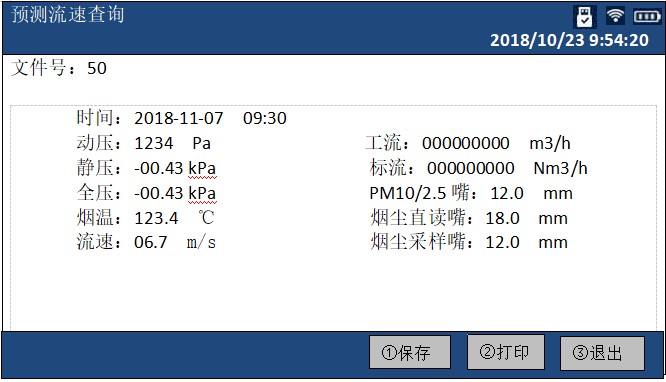 预测流速查询
2018/10/23 9:54:20
文件号：50
时间：2018-11-07 09:30
动压：1234 Pa 工流：000000000 m3/h
静压：-00.43 kPa 标流：000000000 Nm3/h
全压：-00.43 kPa PM10/2.5 嘴：12.0 mm
烟温：123.4 ℃ 烟尘直读嘴：18.0 mm
流速：06.7 m/s 烟尘采样嘴：12.0 mm
①保存 ②打印 ③退出